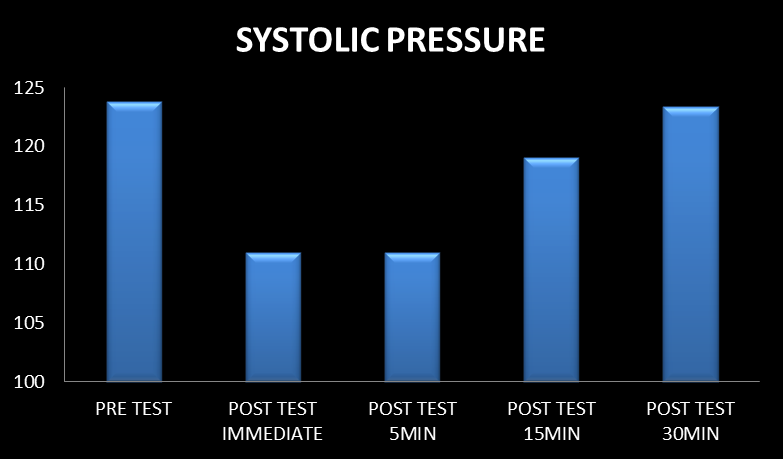 SYSTOLIC PRESSURE
125
120
115
110
105
100
PRE TEST
POST TEST
IMMEDIATE
POST TEST
5MIN
POST TEST
15MIN
POST TEST
30MIN